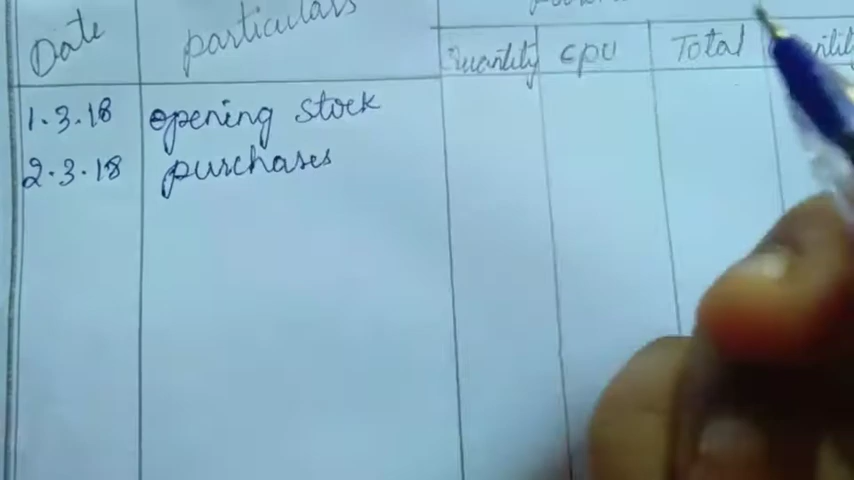 Date particulars Quantity cpu Total
1.3.18 opening stock
2.3.18 purchases